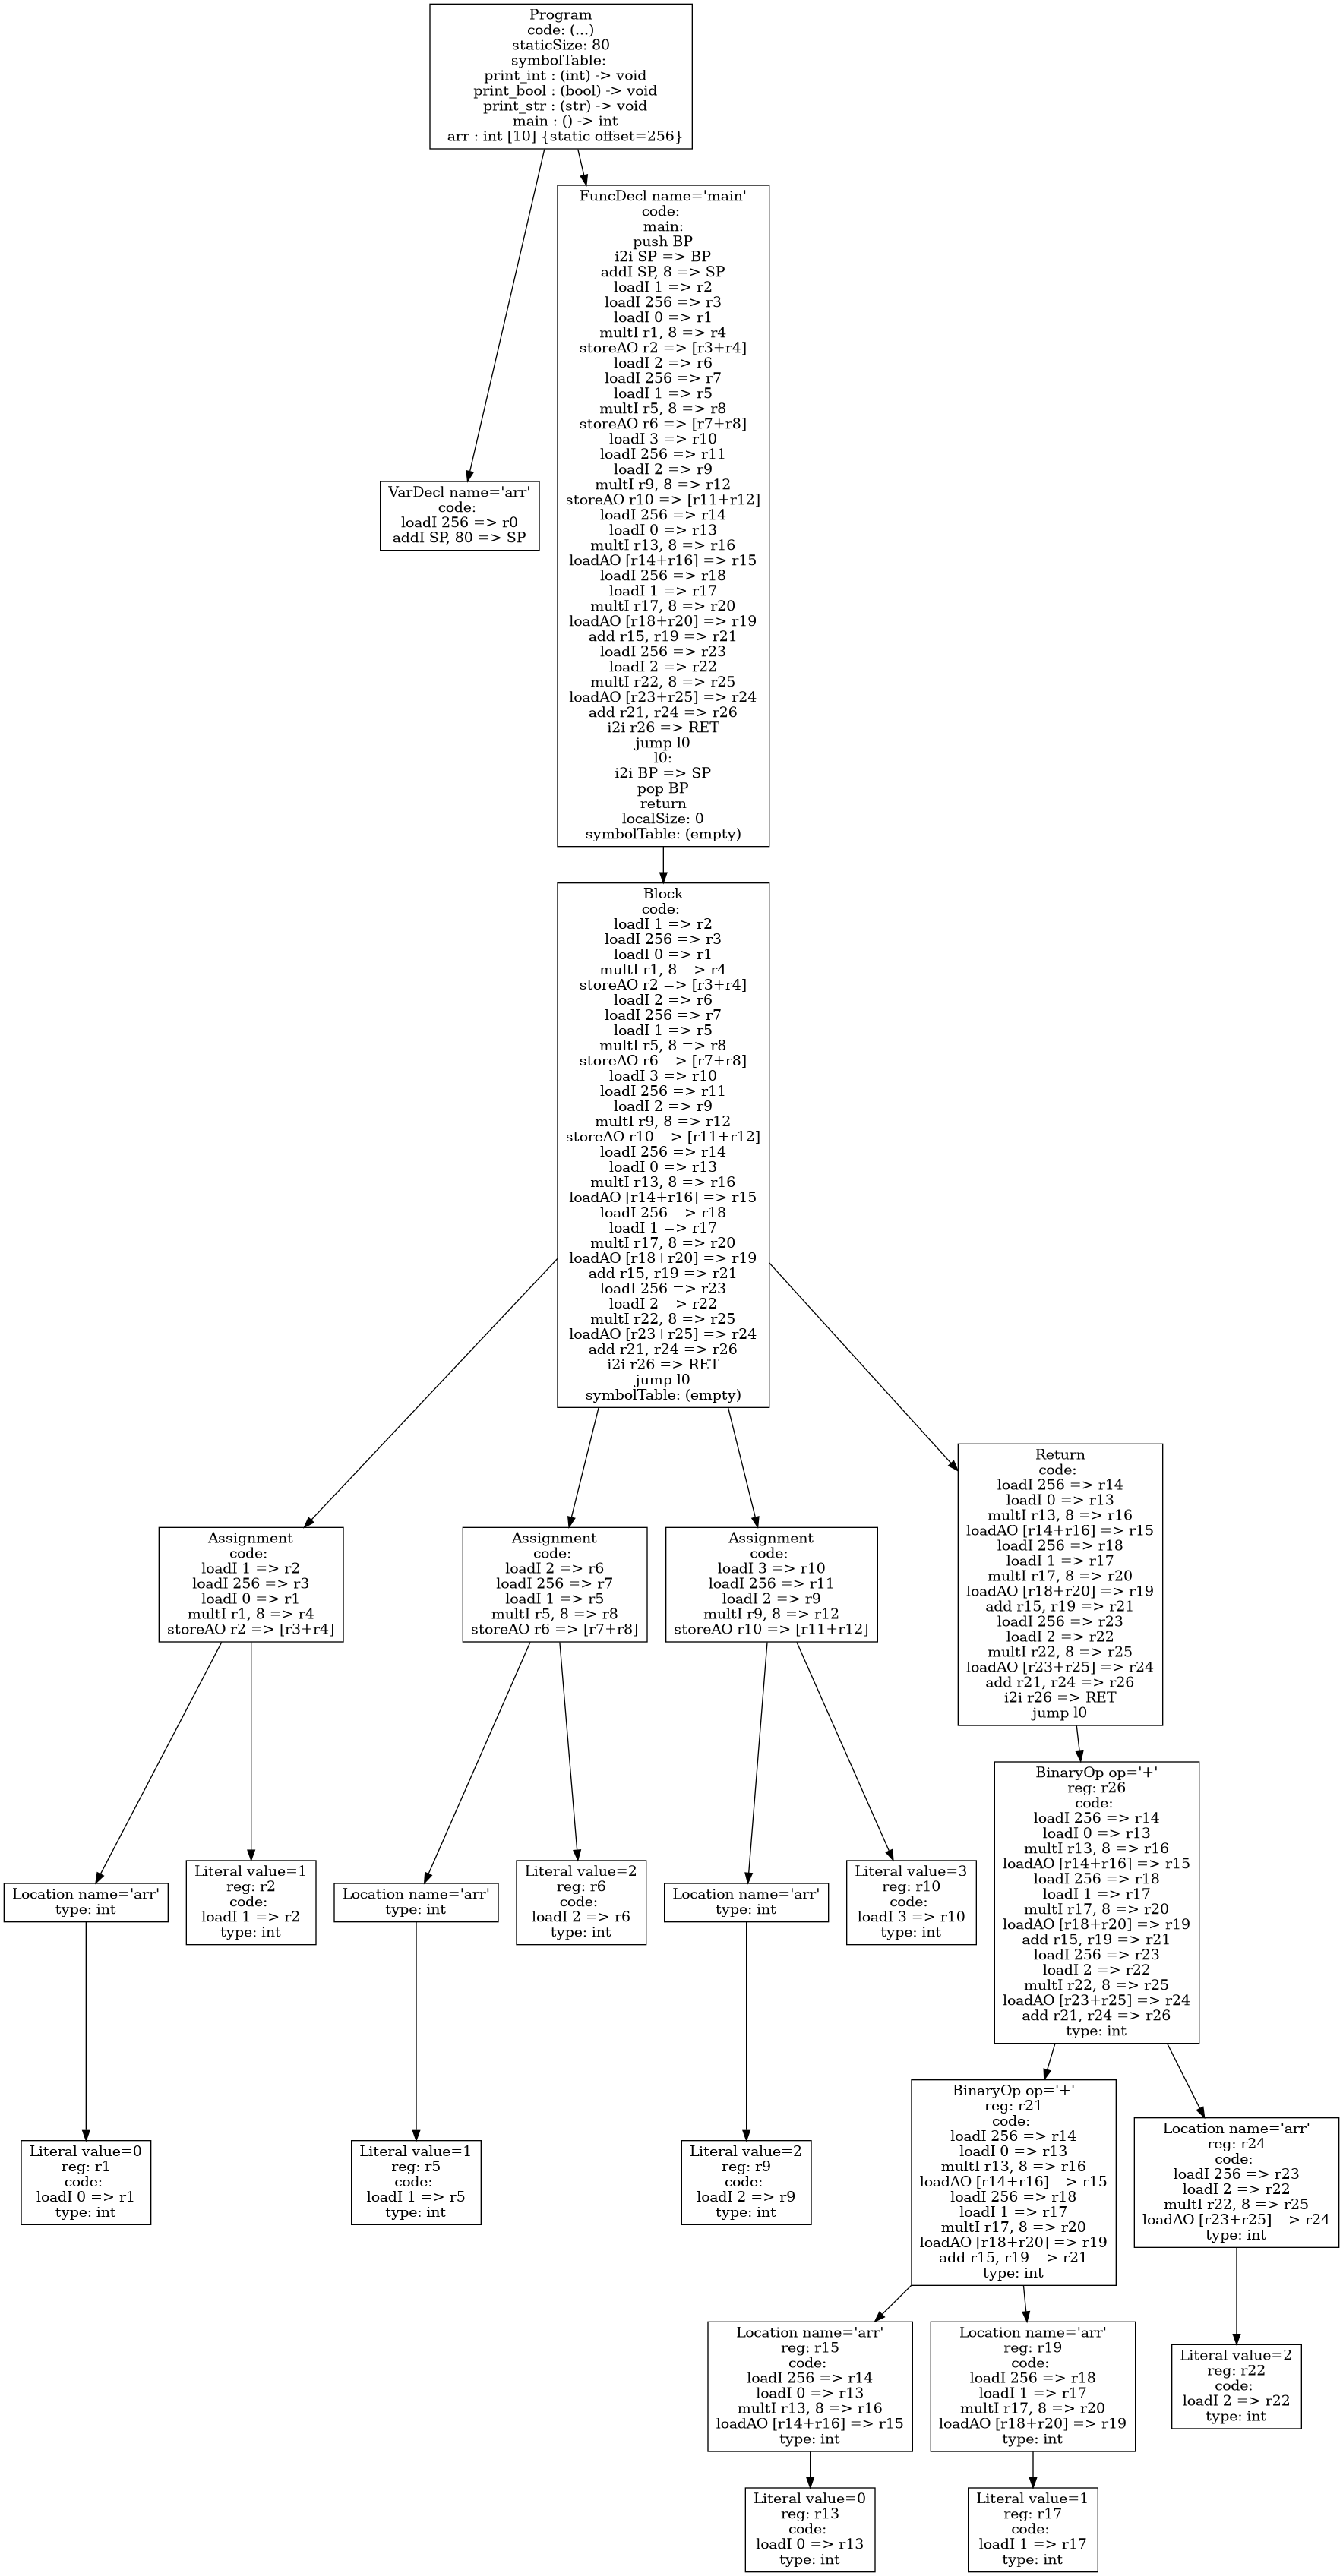 Program
code: (...)
staticSize: 80
symbolTable:
print_int : (int) -> void
print_bool : (bool) -> void
print_str : (str) -> void
main : () -> int
arr : int [10] {static offset=256}
VarDecl name='arr'
code:
loadI 256 => r0
addI SP, 80 => SP
FuncDecl name='main'
code:
main:
push BP
i2i SP => BP
addI SP, 8 => SP
loadI 1 => r2
loadI 256 => r3
loadI 0 => r1
multI r1, 8 => r4
storeAO r2 => [r3+r4]
loadI 2 => r6
loadI 256 => r7
loadI 1 => r5
multI r5, 8 => r8
storeAO r6 => [r7+r8]
loadI 3 => r10
loadI 256 => r11
loadI 2 => r9
multI r9, 8 => r12
storeAO r10 => [r11+r12]
loadI 256 => r14
loadI 0 => r13
multI r13, 8 => r16
loadAO [r14+r16] => r15
loadI 256 => r18
loadI 1 => r17
multI r17, 8 => r20
loadAO [r18+r20] => r19
add r15, r19 => r21
loadI 256 => r23
loadI 2 => r22
multI r22, 8 => r25
loadAO [r23+r25] => r24
add r21, r24 => r26
i2i r26 => RET
jump l0
l0:
i2i BP => SP
pop BP
return
localSize: 0
symbolTable: (empty)
Block
code:
loadI 1 => r2
loadI 256 => r3
loadI 0 => r1
multI r1, 8 => r4
storeAO r2 => [r3+r4]
loadI 2 => r6
loadI 256 => r7
loadI 1 => r5
multI r5, 8 => r8
storeAO r6 => [r7+r8]
loadI 3 => r10
loadI 256 => r11
loadI 2 => r9
multI r9, 8 => r12
storeAO r10 => [r11+r12]
loadI 256 => r14
loadI 0 => r13
multI r13, 8 => r16
loadAO [r14+r16] => r15
loadI 256 => r18
loadI 1 => r17
multI r17, 8 => r20
loadAO [r18+r20] => r19
add r15, r19 => r21
loadI 256 => r23
loadI 2 => r22
multI r22, 8 => r25
loadAO [r23+r25] => r24
add r21, r24 => r26
i2i r26 => RET
jump l0
symbolTable: (empty)
Assignment
code:
loadI 1 => r2
loadI 256 => r3
loadI 0 => r1
multI r1, 8 => r4
storeAO r2 => [r3+r4]
Assignment
code:
loadI 2 => r6
loadI 256 => r7
loadI 1 => r5
multI r5, 8 => r8
storeAO r6 => [r7+r8]
Assignment
code:
loadI 3 => r10
loadI 256 => r11
loadI 2 => r9
multI r9, 8 => r12
storeAO r10 => [r11+r12]
Return
code:
loadI 256 => r14
loadI 0 => r13
multI r13, 8 => r16
loadAO [r14+r16] => r15
loadI 256 => r18
loadI 1 => r17
multI r17, 8 => r20
loadAO [r18+r20] => r19
add r15, r19 => r21
loadI 256 => r23
loadI 2 => r22
multI r22, 8 => r25
loadAO [r23+r25] => r24
add r21, r24 => r26
i2i r26 => RET
jump l0
Location name='arr'
type: int
Literal value=1
reg: r2
code:
loadI 1 => r2
type: int
Location name='arr'
type: int
Literal value=2
reg: r6
code:
loadI 2 => r6
type: int
Location name='arr'
type: int
Literal value=3
reg: r10
code:
loadI 3 => r10
type: int
BinaryOp op='+'
reg: r26
code:
loadI 256 => r14
loadI 0 => r13
multI r13, 8 => r16
loadAO [r14+r16] => r15
loadI 256 => r18
loadI 1 => r17
multI r17, 8 => r20
loadAO [r18+r20] => r19
add r15, r19 => r21
loadI 256 => r23
loadI 2 => r22
multI r22, 8 => r25
loadAO [r23+r25] => r24
add r21, r24 => r26
type: int
Literal value=0
reg: r1
code:
loadI 0 => r1
type: int
Literal value=1
reg: r5
code:
loadI 1 => r5
type: int
Literal value=2
reg: r9
code:
loadI 2 => r9
type: int
BinaryOp op='+'
reg: r21
code:
loadI 256 => r14
loadI 0 => r13
multI r13, 8 => r16
loadAO [r14+r16] => r15
loadI 256 => r18
loadI 1 => r17
multI r17, 8 => r20
loadAO [r18+r20] => r19
add r15, r19 => r21
type: int
Location name='arr'
reg: r24
code:
loadI 256 => r23
loadI 2 => r22
multI r22, 8 => r25
loadAO [r23+r25] => r24
type: int
Location name='arr'
reg: r15
code:
loadI 256 => r14
loadI 0 => r13
multI r13, 8 => r16
loadAO [r14+r16] => r15
type: int
Location name='arr'
reg: r19
code:
loadI 256 => r18
loadI 1 => r17
multI r17, 8 => r20
loadAO [r18+r20] => r19
type: int
Literal value=2
reg: r22
code:
loadI 2 => r22
type: int
Literal value=0
reg: r13
code:
loadI 0 => r13
type: int
Literal value=1
reg: r17
code:
loadI 1 => r17
type: int